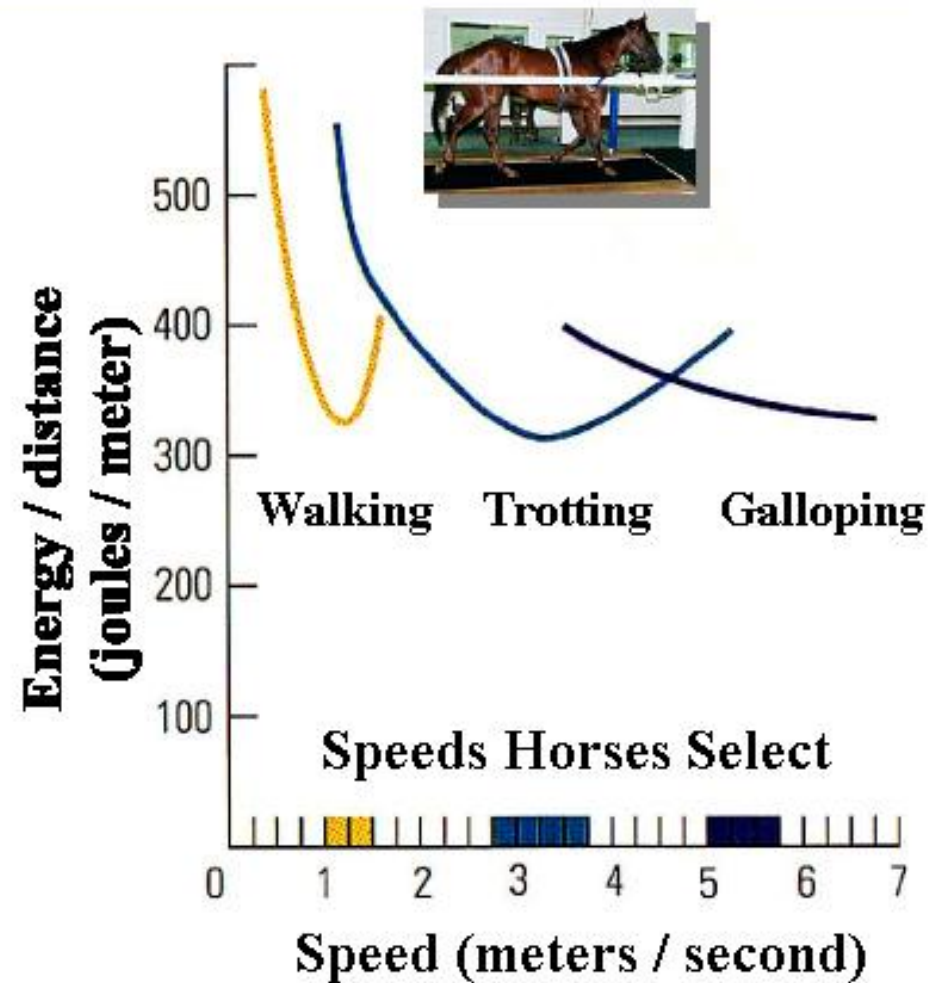 500
400
300
200
100
Energy / distance
(joules / meter)
Walking Trotting Galloping
Speeds Horses Select
0 1 2 3 4 5 6 7
Speed (meters / second)